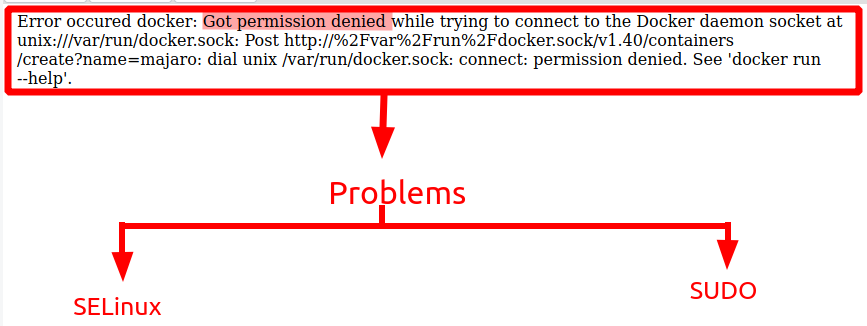 Error occured docker: Got permission denied while trying to connect to the Docker daemon socket at
unix:///var/run/docker.sock: Post http://%2Fvar%2Frun%2Fdocker.sock/v1.40/containers
/create?name=majaro: dial unix /var/run/docker.sock: connect: permission denied. See 'docker run
--help'.
Problems
SELinux
SUDO